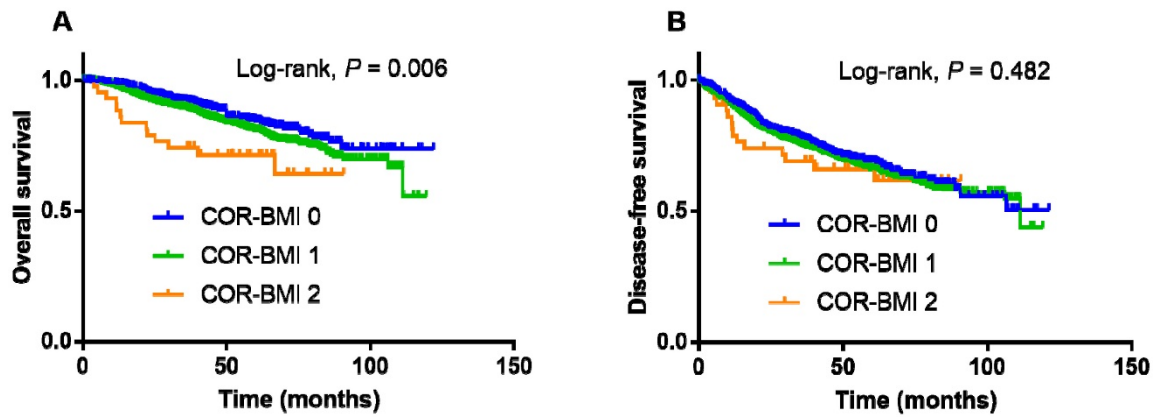 A
Log-rank, P = 0.006
Overall survival
1.0
0.5
0.0
COR-BMI 0
COR-BMI 1
COR-BMI 2
0 50 100 150
Time (months)
B
Log-rank, P = 0.482
Disease-free survival
1.0
0.5
0.0
COR-BMI 0
COR-BMI 1
COR-BMI 2
0 50 100 150
Time (months)